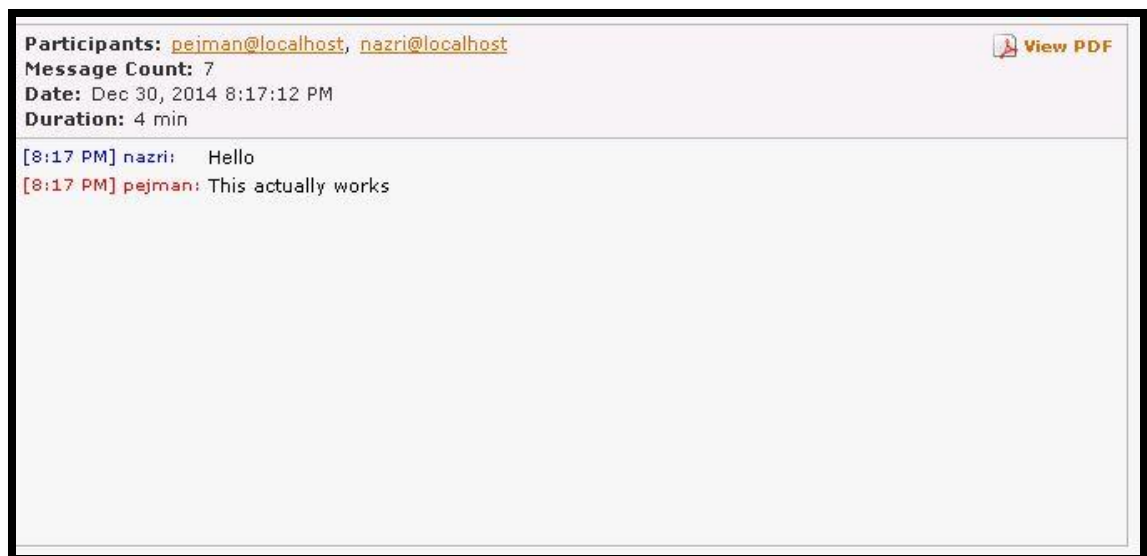 Participants: pejman@localhost, nazri@localhost
View PDF
Message Count: 7
Date: Dec 30, 2014 8:17:12 PM
Duration: 4 min
[8:17 PM] nazri: Hello
[8:17 PM] pejman: This actually works